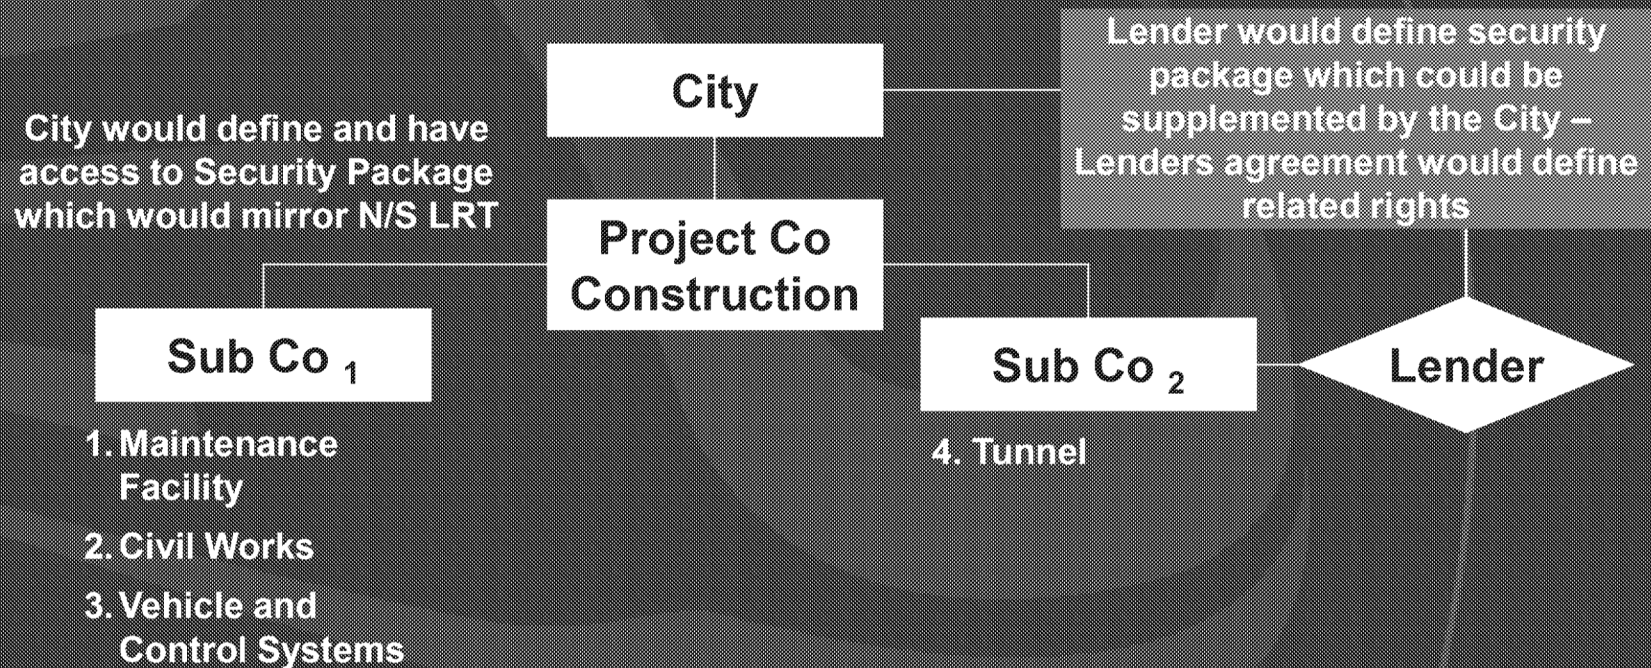 City would define and have
access to Security Package
which would mirror N/S LRT
City
Lender would define security
package which could be
supplemented by the City –
Lenders agreement would define
related rights
Project Co
Construction
Sub Co 1
1. Maintenance
Facility
2. Civil Works
3. Vehicle and
Control Systems
Sub Co 2
4. Tunnel
Lender